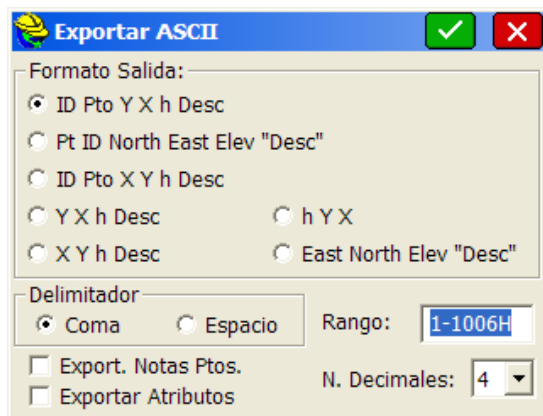 Exportar ASCII
Formato Salida:
ID Pto Y X h Desc
Pt ID North East Elev "Desc"
ID Pto X Y h Desc
Y X h Desc
h Y X
X Y h Desc
East North Elev "Desc"
Delimitador
Coma
Espacio
Rango:
1-1006H
Export. Notas Ptos.
N. Decimales:
4
Exportar Atributos